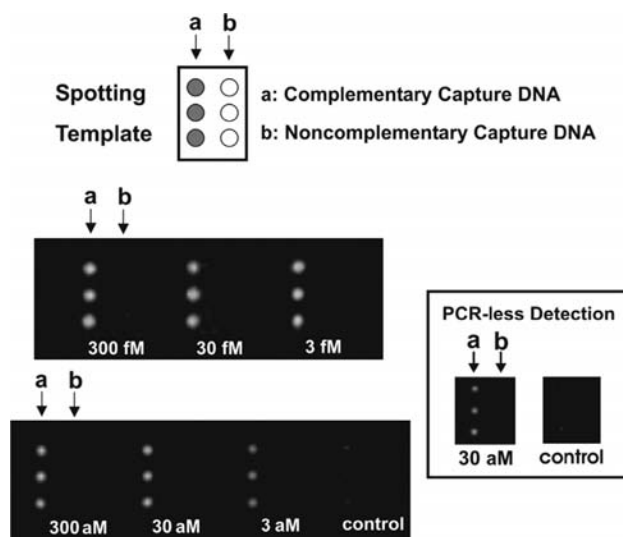 a b
Spotting
Template
a: Complementary Capture DNA
b: Noncomplementary Capture DNA
a b
300 fM 30 fM 3 fM
a b
300 aM 30 aM 3 aM control
PCR-less Detection
a b
30 aM control